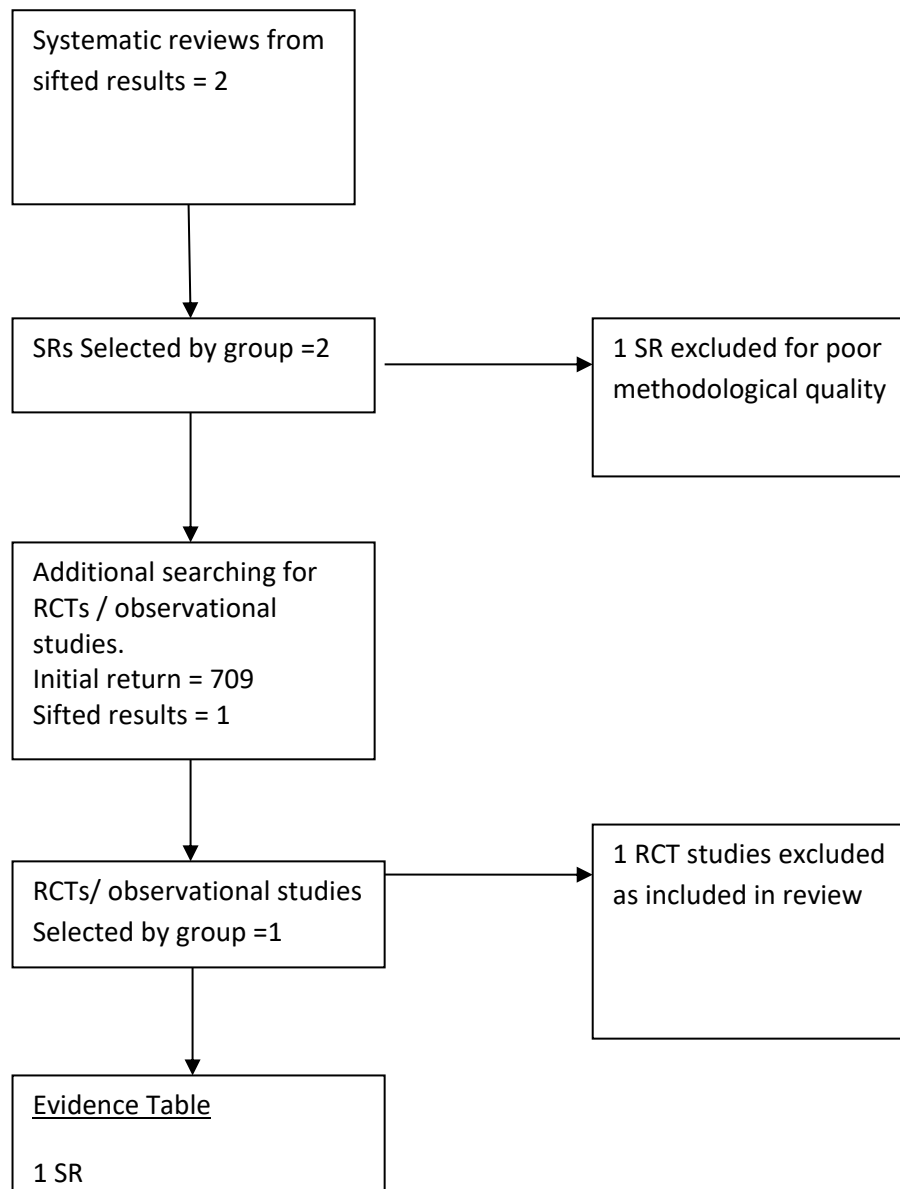 Systematic reviews from
sifted results = 2
SRs Selected by group =2
1 SR excluded for poor
methodological quality
Additional searching for
RCTs / observational
studies.
Initial return = 709
Sifted results = 1
RCTs/ observational studies
Selected by group =1
1 RCT studies excluded
as included in review
Evidence Table
1 SR